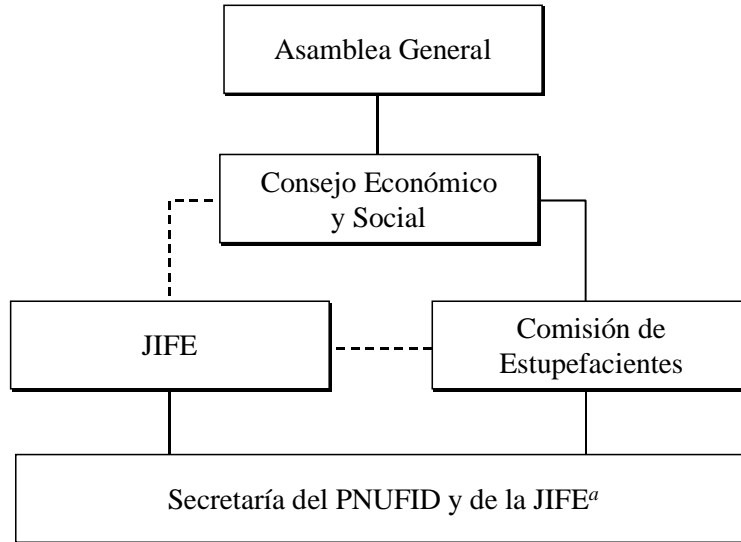 Asamblea General
Consejo Económico
y Social
JIFE
Comisión de
Estupefacientes
Secretaría del PNUFID y de la JIFEa